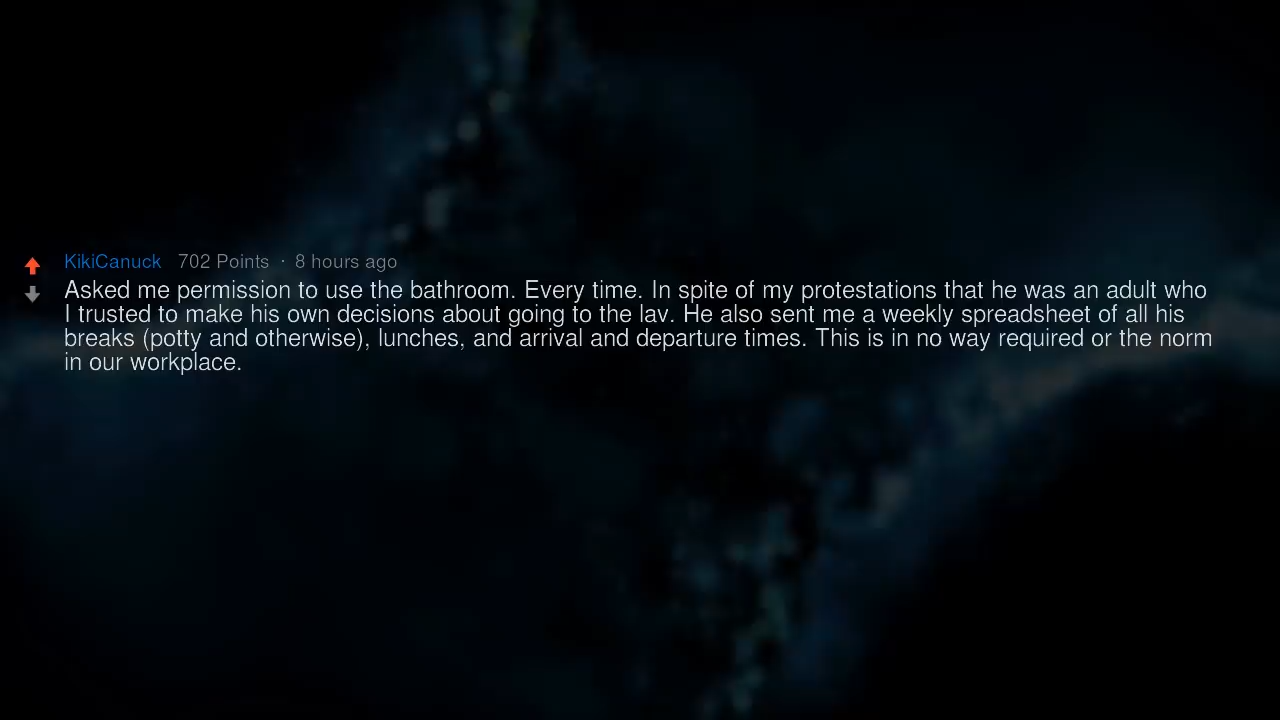 KikiCanuck 702 Points · 8 hours ago
Asked me permission to use the bathroom. Every time. In spite of my protestations that he was an adult who
I trusted to make his own decisions about going to the lav. He also sent me a weekly spreadsheet of all his
breaks (potty and otherwise), lunches, and arrival and departure times. This is in no way required or the norm
in our workplace.